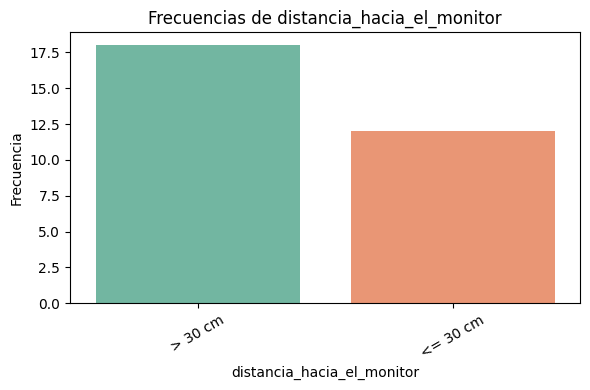 Frecuencias de distancia_hacia_el_monitor
Frecuencia
17.5
15.0
12.5
10.0
7.5
5.0
2.5
0.0
> 30 cm
<= 30 cm
distancia_hacia_el_monitor